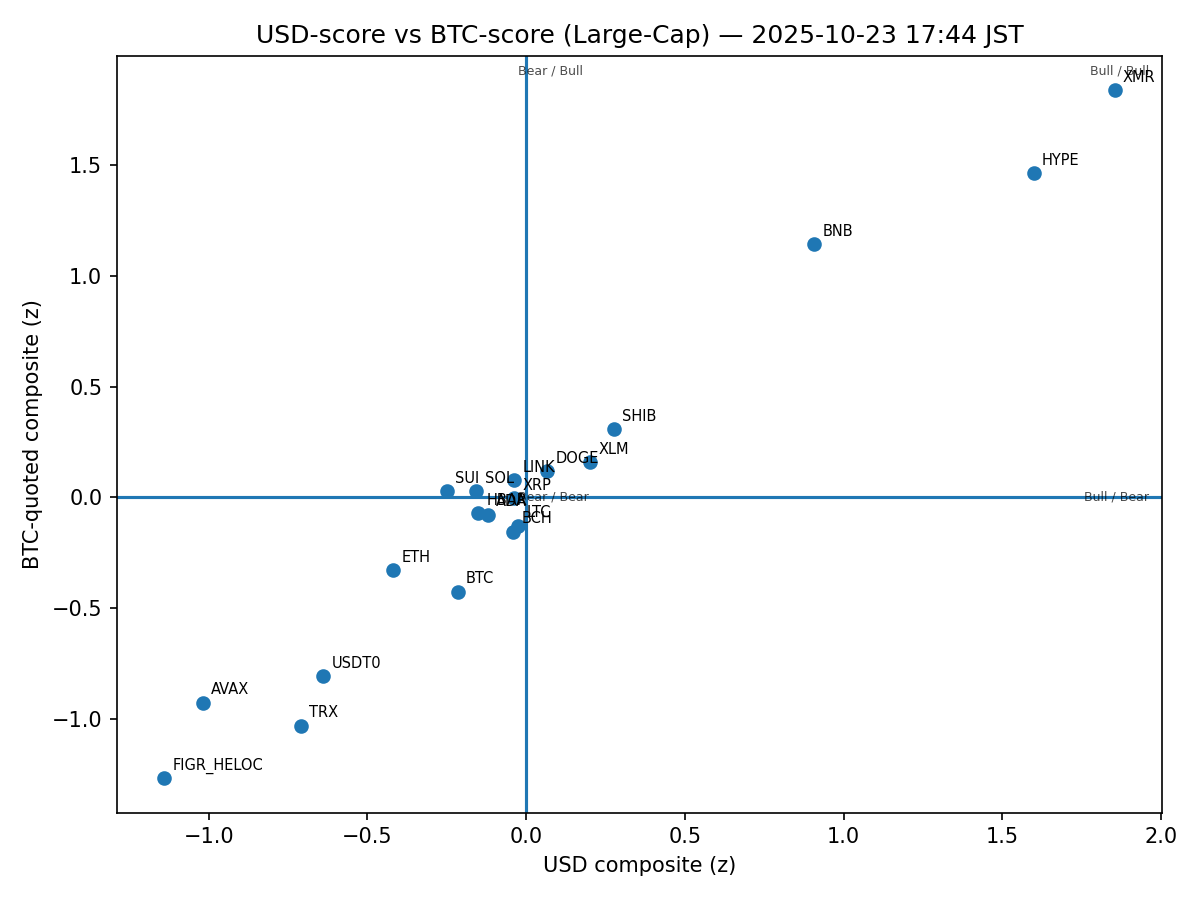 USD-score vs BTC-score (Large-Cap) — 2025-10-23 17:44 JST
Bear / Bull
Bull / Bull
XMR
HYPE
BNB
SHIB
XLM
DOGE
LINK
SUI
SOL
XRP
Bear / Bear
Bull / Bear
ADA
LTC
BCH
ETH
BTC
USDT0
AVAX
TRX
FIGR_HELOC
1.5
1.0
0.5
0.0
−0.5
−1.0
−1.0
−0.5
0.0
0.5
1.0
1.5
2.0
USD composite (z)
BTC-quoted composite (z)